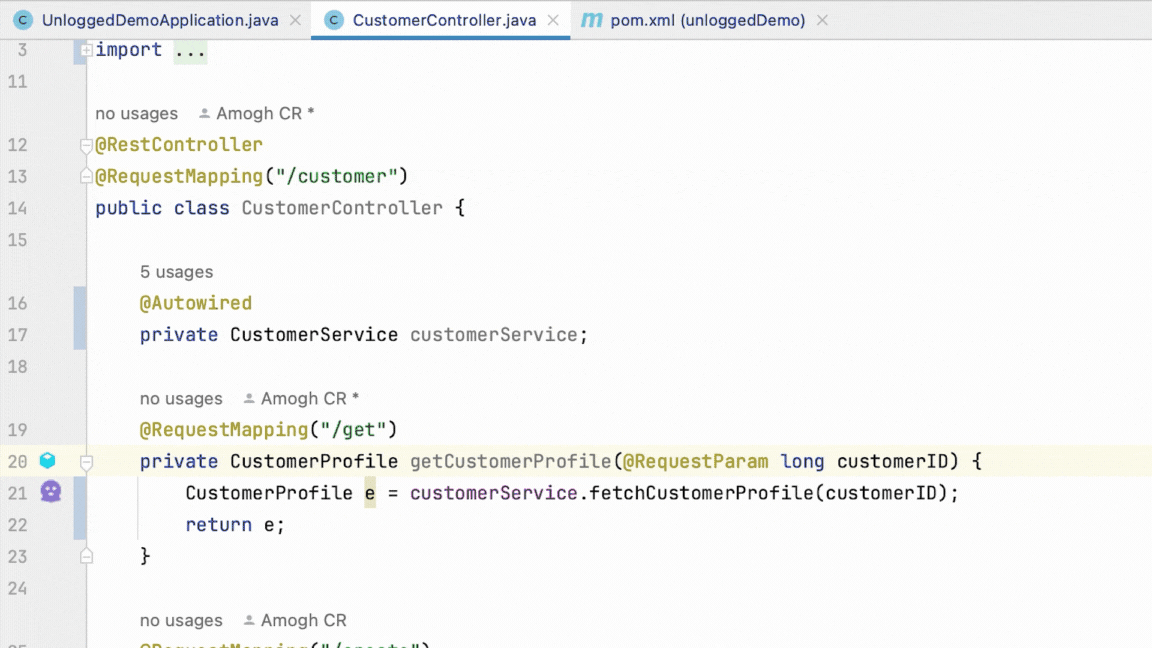 UnloggedDemoApplication.java CustomerController.java pom.xml (unloggedDemo)
3 import ...
11
no usages Amogh CR *
12 @RestController
13 @RequestMapping("/customer")
14 public class CustomerController {
15
5 usages
16 @Autowired
17 private CustomerService customerService;
18
no usages Amogh CR *
19 @RequestMapping("/get")
20 private CustomerProfile getCustomerProfile(@RequestParam long customerID) {
21 CustomerProfile e = customerService.fetchCustomerProfile(customerID);
22 return e;
23 }
24
no usages Amogh CR